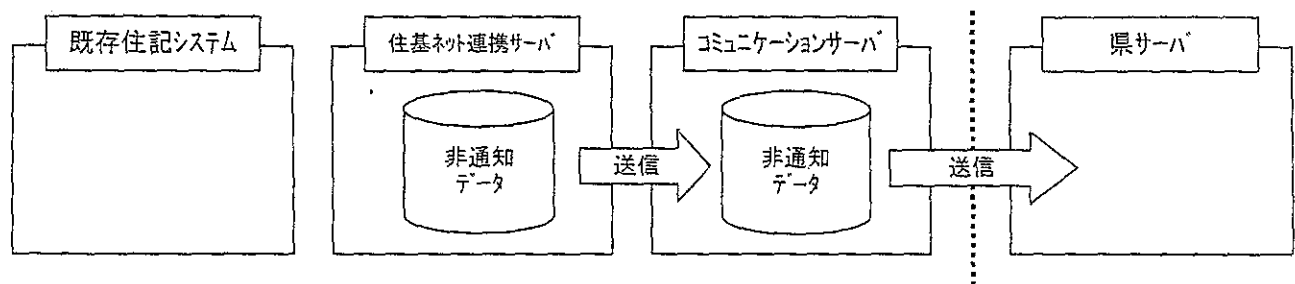 既存住記システム
住基ネット連携サーバ
コミュニケーションサーバ
県サーバ
非通知
データ
送信
非通知
データ
送信